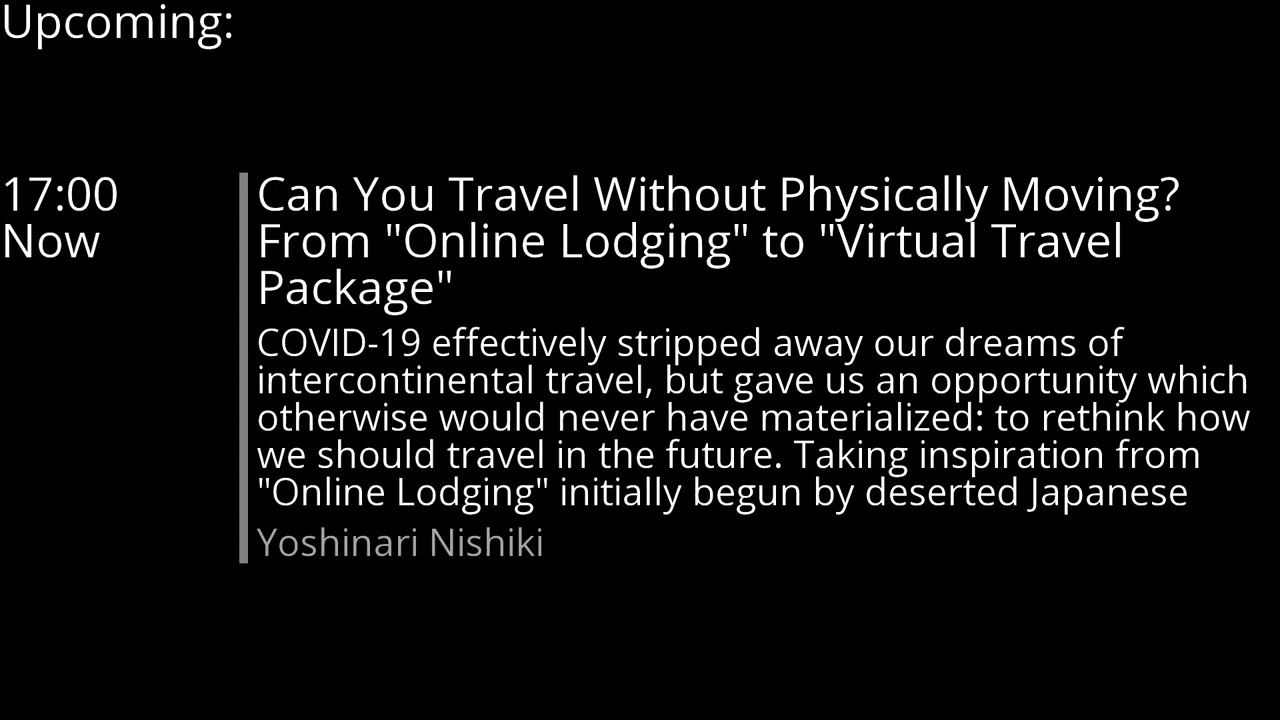 Upcoming:
17:00
Now
Can You Travel Without Physically Moving?
From "Online Lodging" to "Virtual Travel
Package"
COVID-19 effectively stripped away our dreams of
intercontinental travel, but gave us an opportunity which
otherwise would never have materialized: to rethink how
we should travel in the future. Taking inspiration from
"Online Lodging" initially begun by deserted Japanese
Yoshinari Nishiki